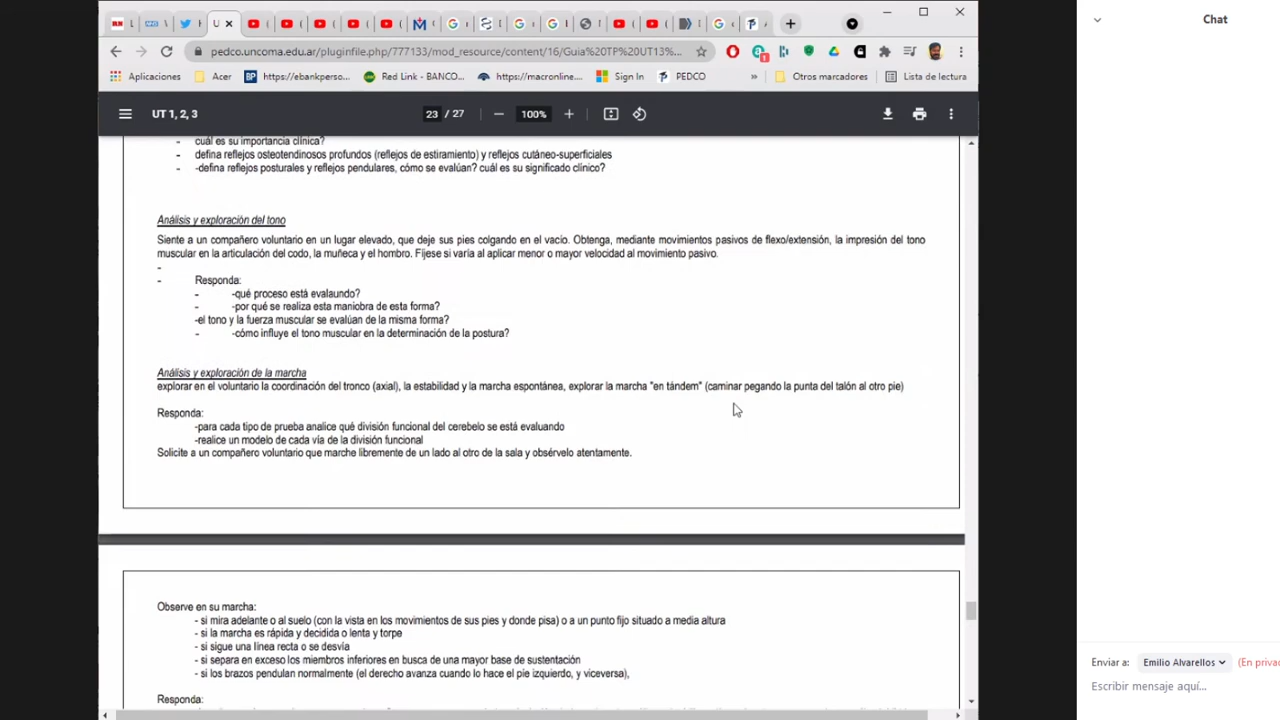 Chat
pedco.uncoma.edu.ar/pluginfile.php/777133/mod_resource/content/16/Guia%20TP%20UT13%...
Aplicaciones
Acer
https://ebankperso...
Red Link - BANCO...
https://macronline....
Sign In
PEDCO
»
Otros marcadores
Lista de lectura
UT 1, 2, 3
23 / 27
100%
cuál es su importancia clínica?
- defina reflejos osteotendinosos profundos (reflejos de estiramiento) y reflejos cutáneo-superficiales
- -defina reflejos posturales y reflejos pendulares, cómo se evalúan? cuál es su significado clínico?
Análisis y exploración del tono
Siente a un compañero voluntario en un lugar elevado, que deje sus pies colgando en el vacío. Obtenga, mediante movimientos pasivos de flexo/extensión, la impresión del tono
muscular en la articulación del codo, la muñeca y el hombro. Fíjese si varía al aplicar menor o mayor velocidad al movimiento pasivo.
-
- Responda:
- -qué proceso está evalaundo?
- -por qué se realiza esta maniobra de esta forma?
-el tono y la fuerza muscular se evalúan de la misma forma?
- -cómo influye el tono muscular en la determinación de la postura?
Análisis y exploración de la marcha
explorar en el voluntario la coordinación del tronco (axial), la estabilidad y la marcha espontánea, explorar la marcha "en tándem" (caminar pegando la punta del talón al otro pie)
Responda:
-para cada tipo de prueba analice qué división funcional del cerebelo se está evaluando
-realice un modelo de cada vía de la división funcional
Solicite a un compañero voluntario que marche libremente de un lado al otro de la sala y obsérvelo atentamente.
Observe en su marcha:
- si mira adelante o al suelo (con la vista en los movimientos de sus pies y donde pisa) o a un punto fijo situado a media altura
- si la marcha es rápida y decidida o lenta y torpe
- si sigue una línea recta o se desvía
- si separa en exceso los miembros inferiores en busca de una mayor base de sustentación
- si los brazos pendulan normalmente (el derecho avanza cuando lo hace el pie izquierdo, y viceversa),
Responda:
Enviar a: Emilio Alvarellos (En priva
Escribir mensaje aquí...